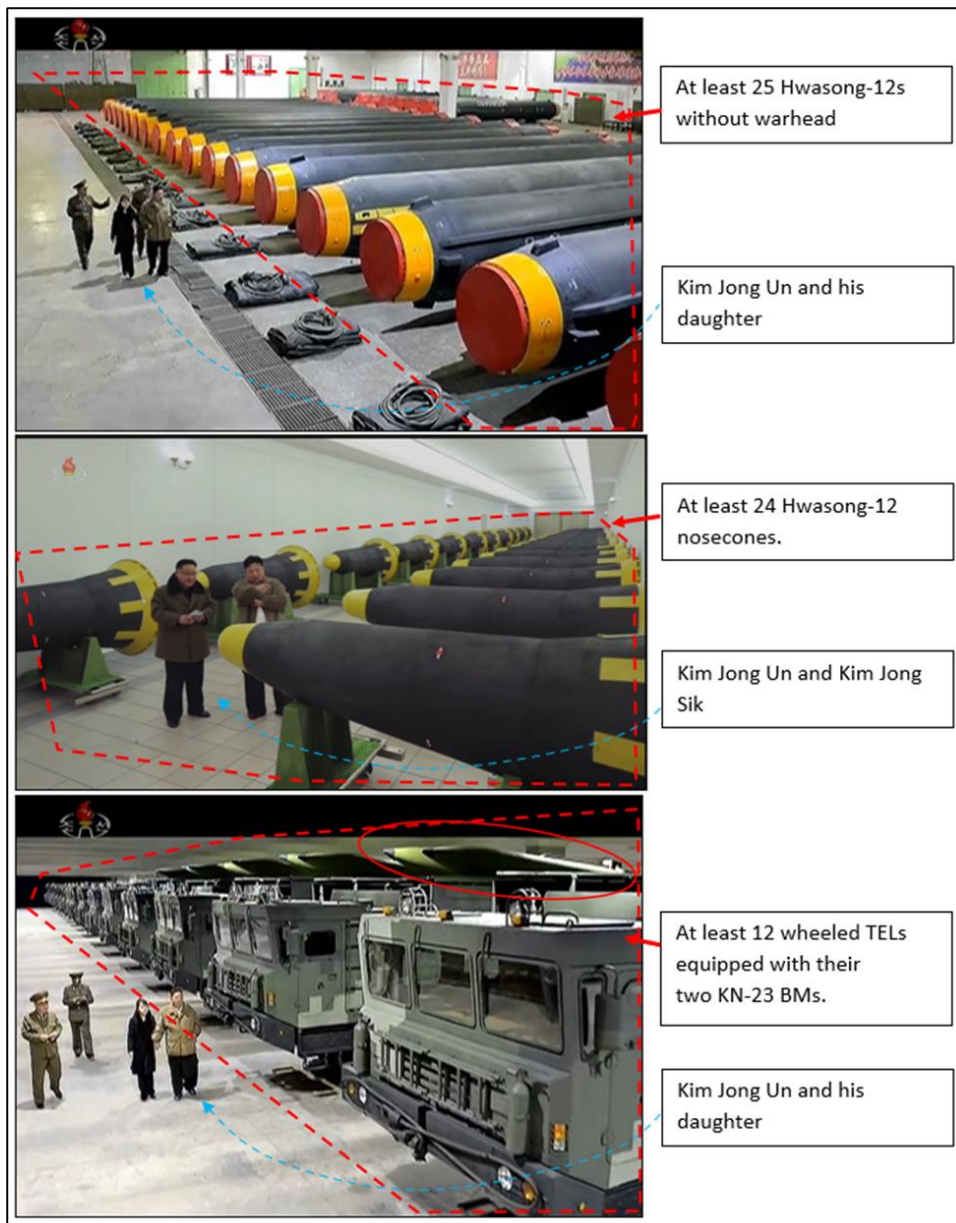 At least 25 Hwasong-12s
without warhead
Kim Jong Un and his
daughter
At least 24 Hwasong-12
nosecones.
Kim Jong Un and Kim Jong
Sik
At least 12 wheeled TELs
equipped with their
two KN-23 BMs.
Kim Jong Un and his
daughter